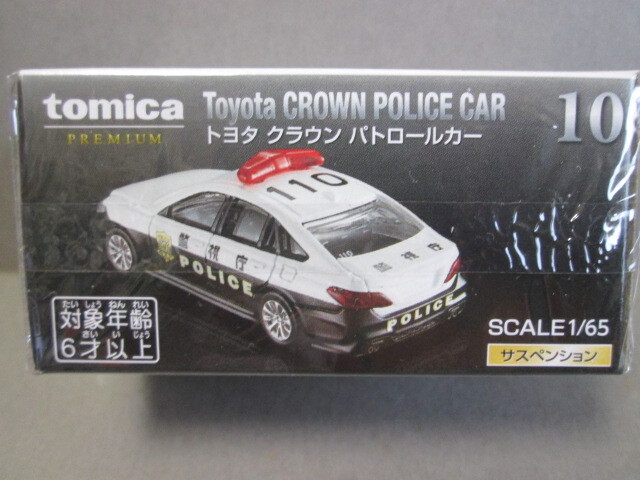 tomica
PREMIUM
Toyota CROWN POLICE CAR
トヨタ クラウン パトロールカー
10
110
警視庁
POLICE
110
警視庁
POLICE
たいしょうねんれい
対象年齢
さい いじょう
6才以上
SCALE 1/65
サスペンション